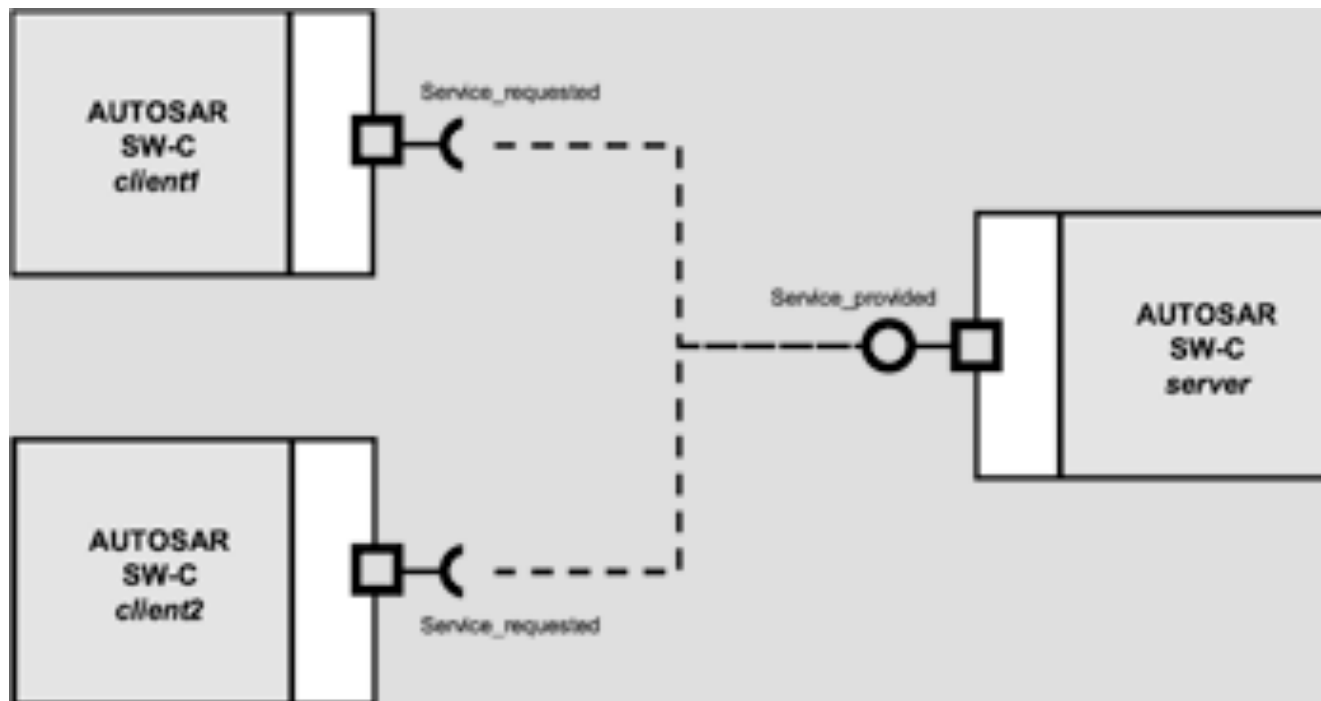 AUTOSAR
SW-C
client1
Service_requested
Service_provided
AUTOSAR
SW-C
server
AUTOSAR
SW-C
client2
Service_requested